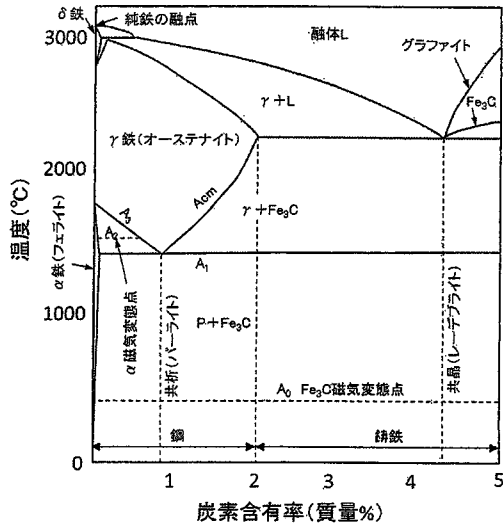 δ鉄
純鉄の融点
3000
融体L
グラファイト
Fe₃C
γ+L
γ鉄(オーステナイト)
2000
温度(℃)
Acm
γ+Fe₃C
A₃
A₂
α鉄(フェライト)
α磁気変態点
A₁
1000
共析(パーライト)
P+Fe₃C
共晶(レーデブライト)
A₀ Fe₃C磁気変態点
鋼
鋳鉄
0
1 2 3 4 5
炭素含有率(質量%)